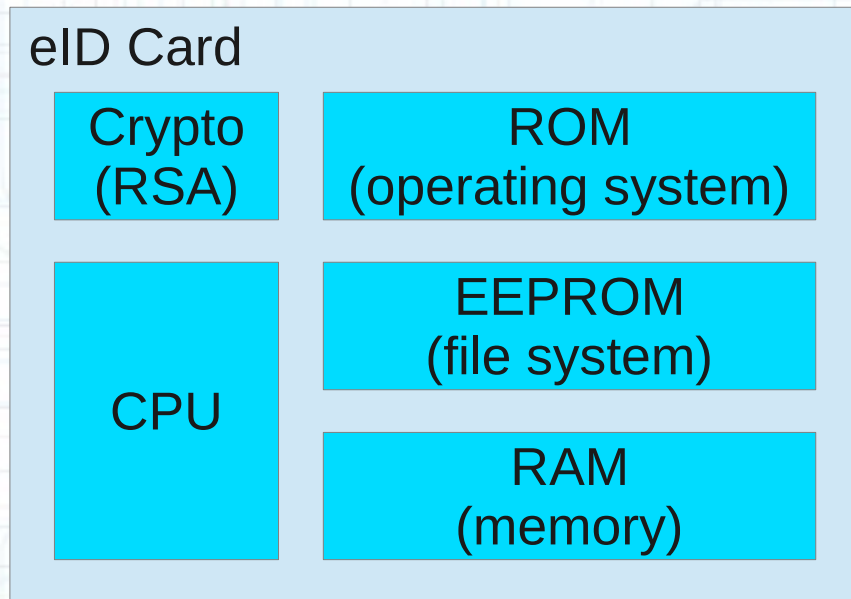 eID Card
Crypto
(RSA)
ROM
(operating system)
CPU
EEPROM
(file system)
RAM
(memory)